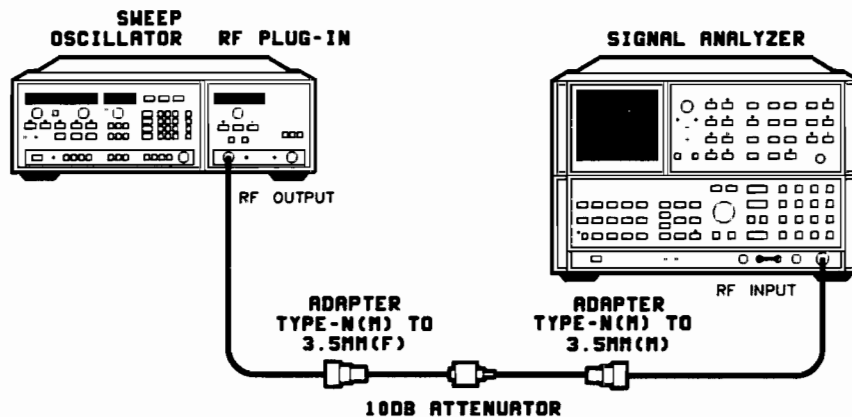 SWEEP
OSCILLATOR RF PLUG-IN
SIGNAL ANALYZER
RF OUTPUT
RF INPUT
ADAPTER
TYPE-N(M) TO
3.5MM(F)
ADAPTER
TYPE-N(M) TO
3.5MM(M)
10DB ATTENUATOR